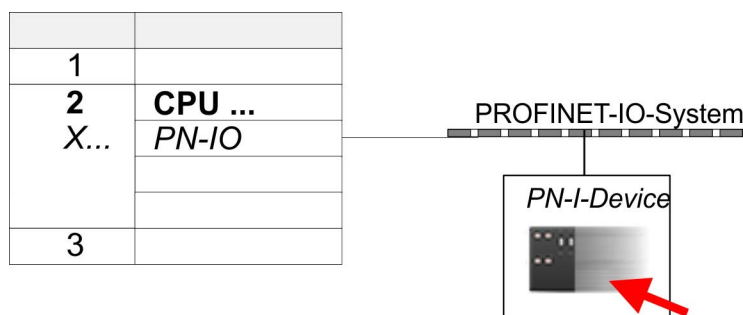 1
2 CPU ...
X... PN-IO
3
PROFINET-IO-System
PN-I-Device